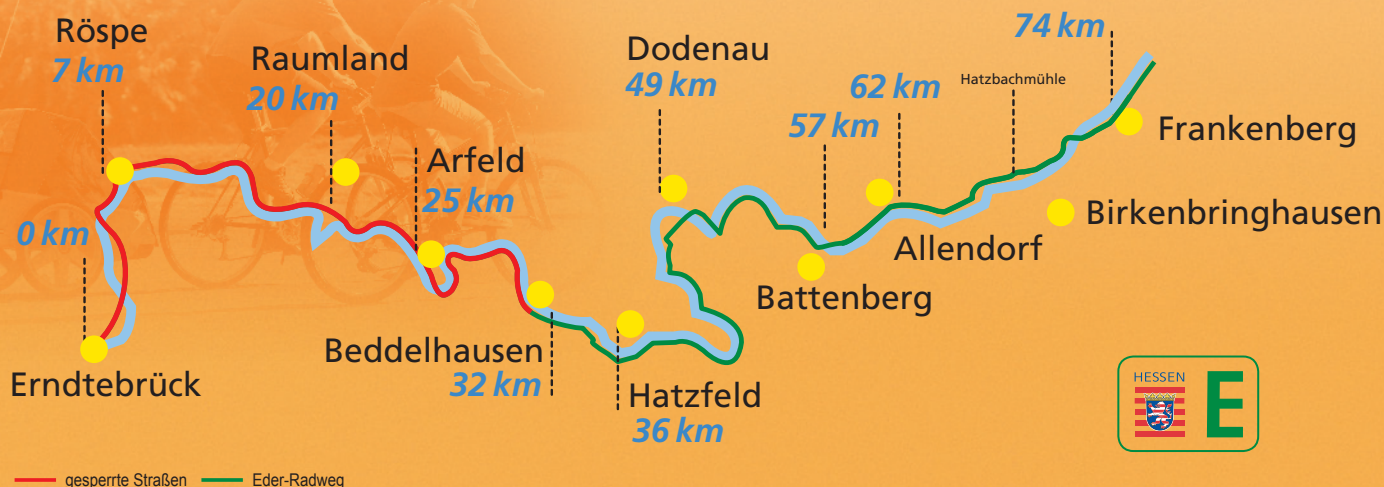 Röspe
7 km
Raumland
20 km
Arfeld
25 km
0 km
Erndtebrück
Beddelhausen
32 km
Hatzfeld
36 km
Dodenau
49 km
57 km
Battenberg
62 km
Allendorf
Hatzbachmühle
74 km
Frankenberg
Birkenbringhausen
HESSEN
E
gesperrte Straßen
Eder-Radweg